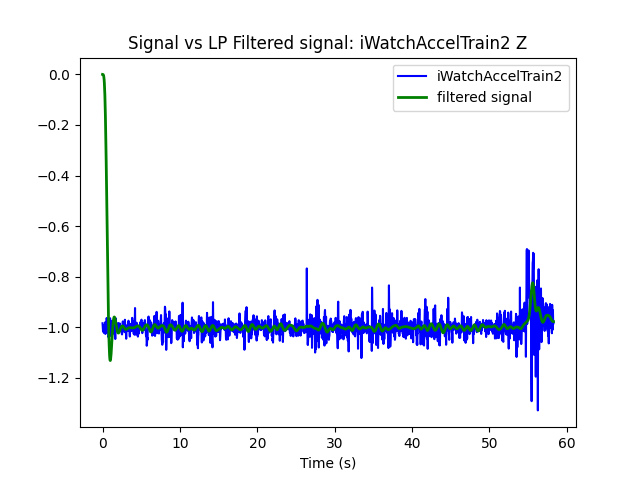 Signal vs LP Filtered signal: iWatchAccelTrain2 Z
iWatchAccelTrain2
filtered signal
0.0
−0.2
−0.4
−0.6
−0.8
−1.0
−1.2
0 10 20 30 40 50 60
Time (s)